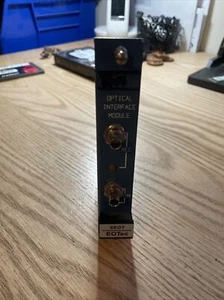 OPTICAL
INTERFACE
MODULE
EOTec